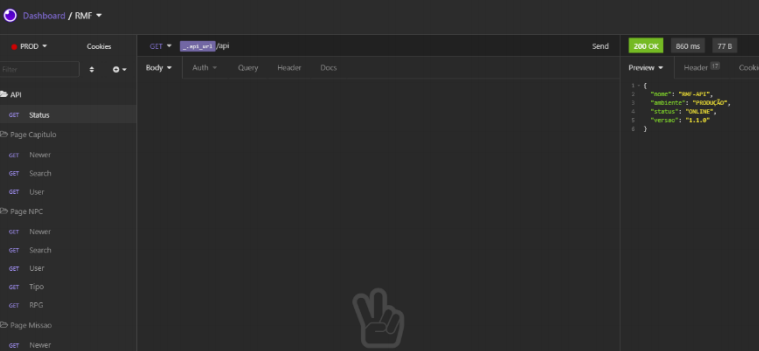 Dashboard / RMF
PROD Cookies
GET _.api_url /api Send
200 OK 860 ms 77 B
Filter
Body Auth Query Header Docs
Preview Header 17 Cooki
API
GET Status
Page Capitulo
GET Newer
GET Search
GET User
Page NPC
GET Newer
GET Search
GET User
GET Tipo
GET RPG
Page Missao
GET Newer
1 {
2 "nome": "RMF-API",
3 "ambiente": "PRODUÇÃO",
4 "status": "ONLINE",
5 "versao": "1.1.0"
6 }